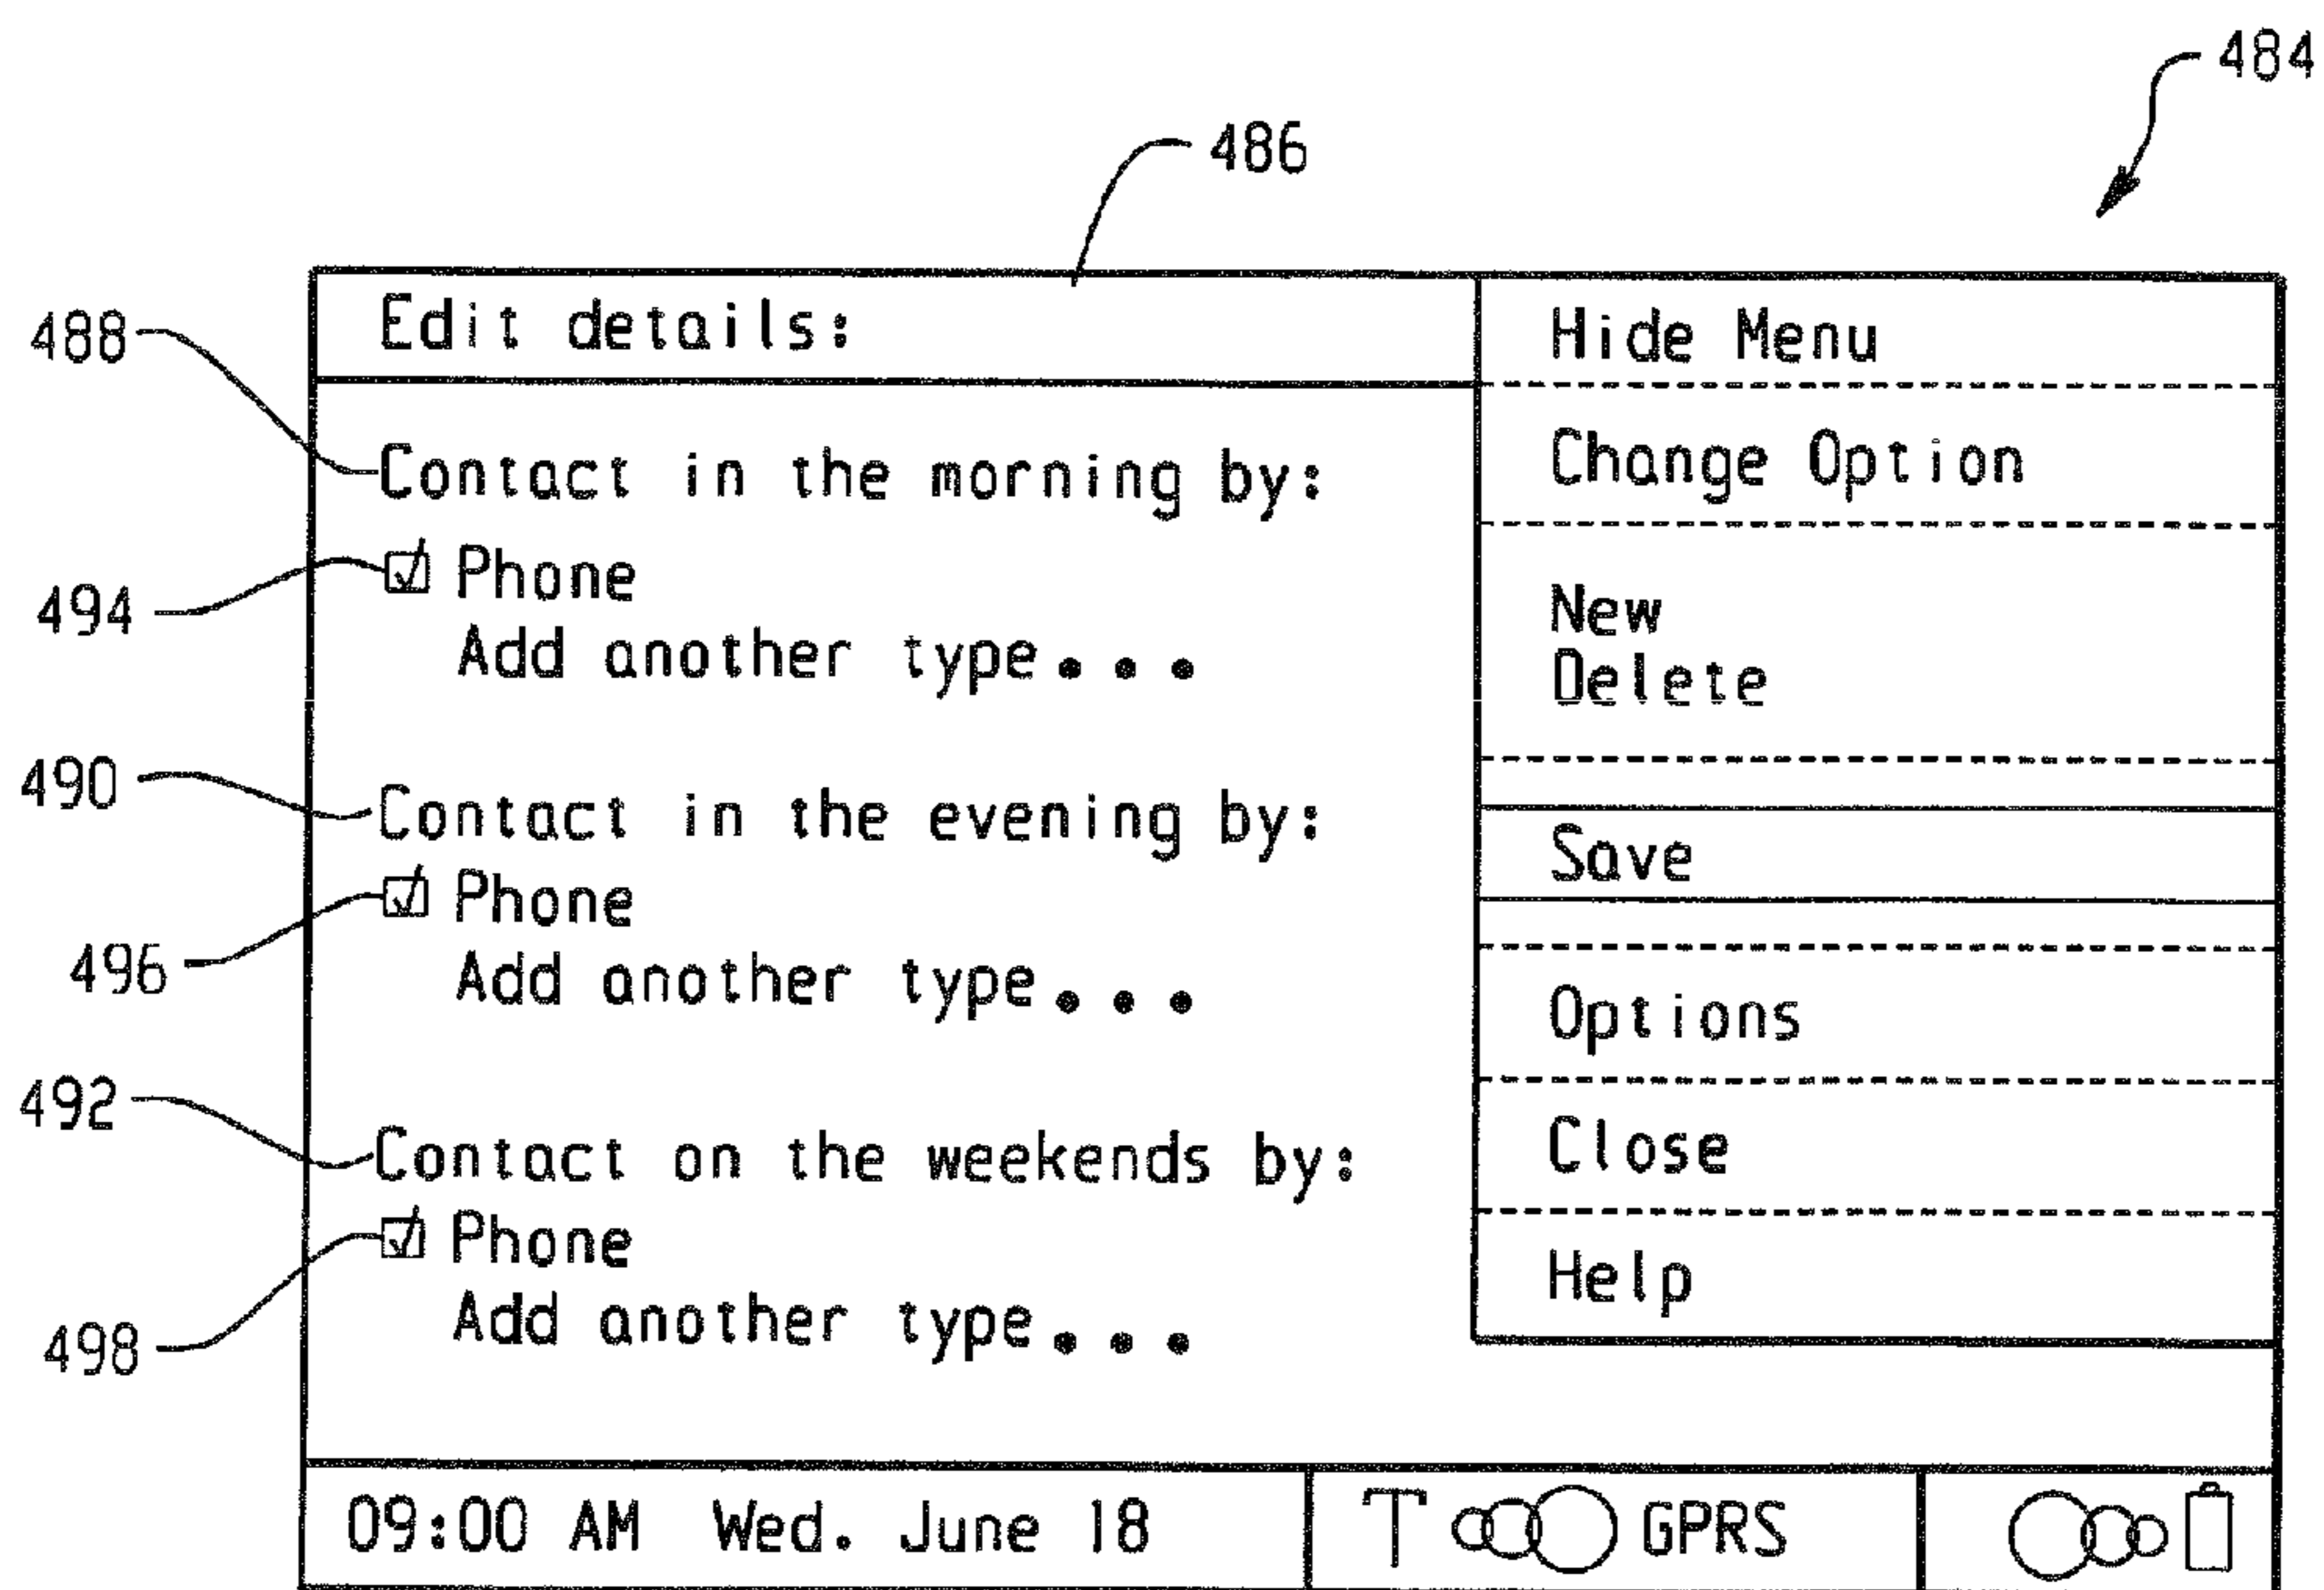 484
486
Edit details:
488
Contact in the morning by:
494
Phone
Add another type...
490
Contact in the evening by:
496
Phone
Add another type...
492
Contact on the weekends by:
498
Phone
Add another type...
Hide Menu
Change Option
New
Delete
Save
Options
Close
Help
09:00 AM Wed. June 18
GPRS